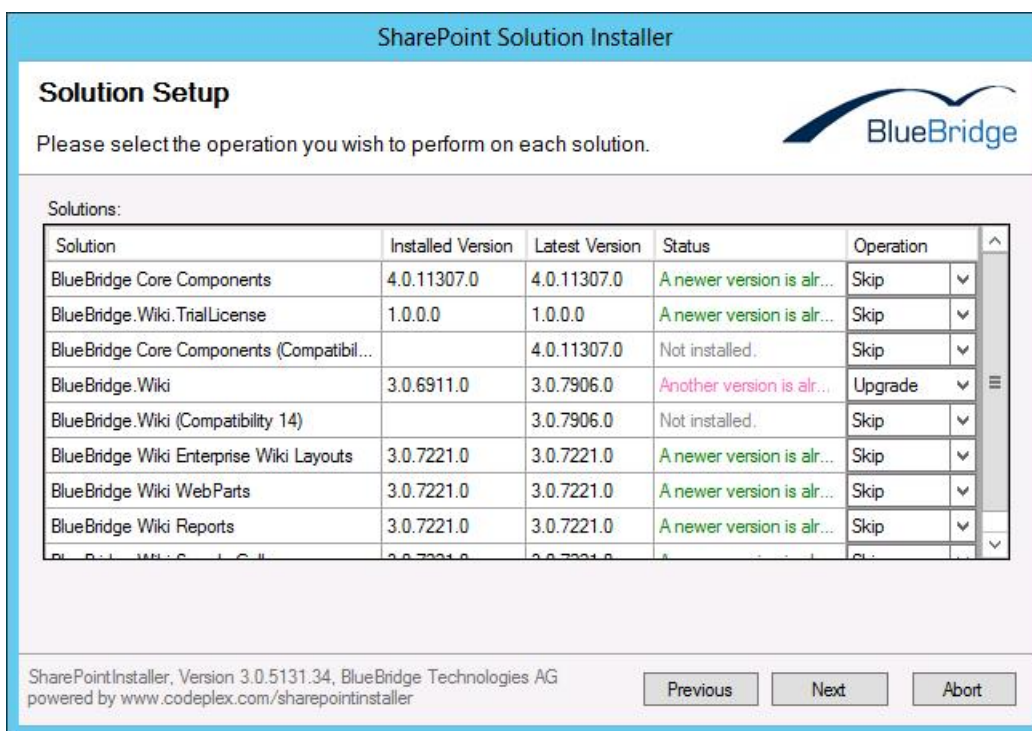 SharePoint Solution Installer
Solution Setup
Please select the operation you wish to perform on each solution.
BlueBridge
Solutions:
Solution Installed Version Latest Version Status Operation
BlueBridge Core Components 4.0.11307.0 4.0.11307.0 A newer version is alr... Skip
BlueBridge.Wiki.TrialLicense 1.0.0.0 1.0.0.0 A newer version is alr... Skip
BlueBridge Core Components (Compatibil... 4.0.11307.0 Not installed. Skip
BlueBridge.Wiki 3.0.6911.0 3.0.7906.0 Another version is alr... Upgrade
BlueBridge.Wiki (Compatibility 14) 3.0.7906.0 Not installed. Skip
BlueBridge Wiki Enterprise Wiki Layouts 3.0.7221.0 3.0.7221.0 A newer version is alr... Skip
BlueBridge Wiki WebParts 3.0.7221.0 3.0.7221.0 A newer version is alr... Skip
BlueBridge Wiki Reports 3.0.7221.0 3.0.7221.0 A newer version is alr... Skip
SharePointInstaller, Version 3.0.5131.34, BlueBridge Technologies AG
powered by www.codeplex.com/sharepointinstaller
Previous Next Abort